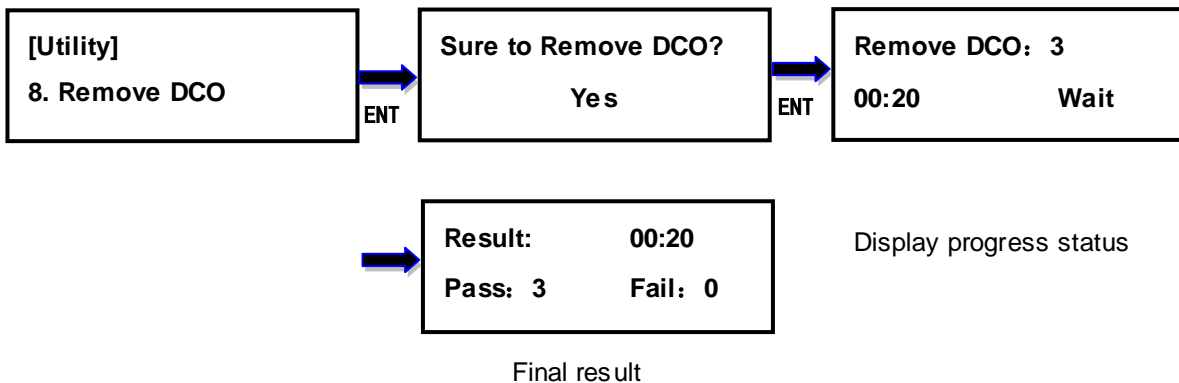 [Utility]
8. Remove DCO
ENT
Sure to Remove DCO?
Yes
ENT
Remove DCO：3
00:20 Wait
Display progress status
Result: 00:20
Pass：3 Fail：0
Final result